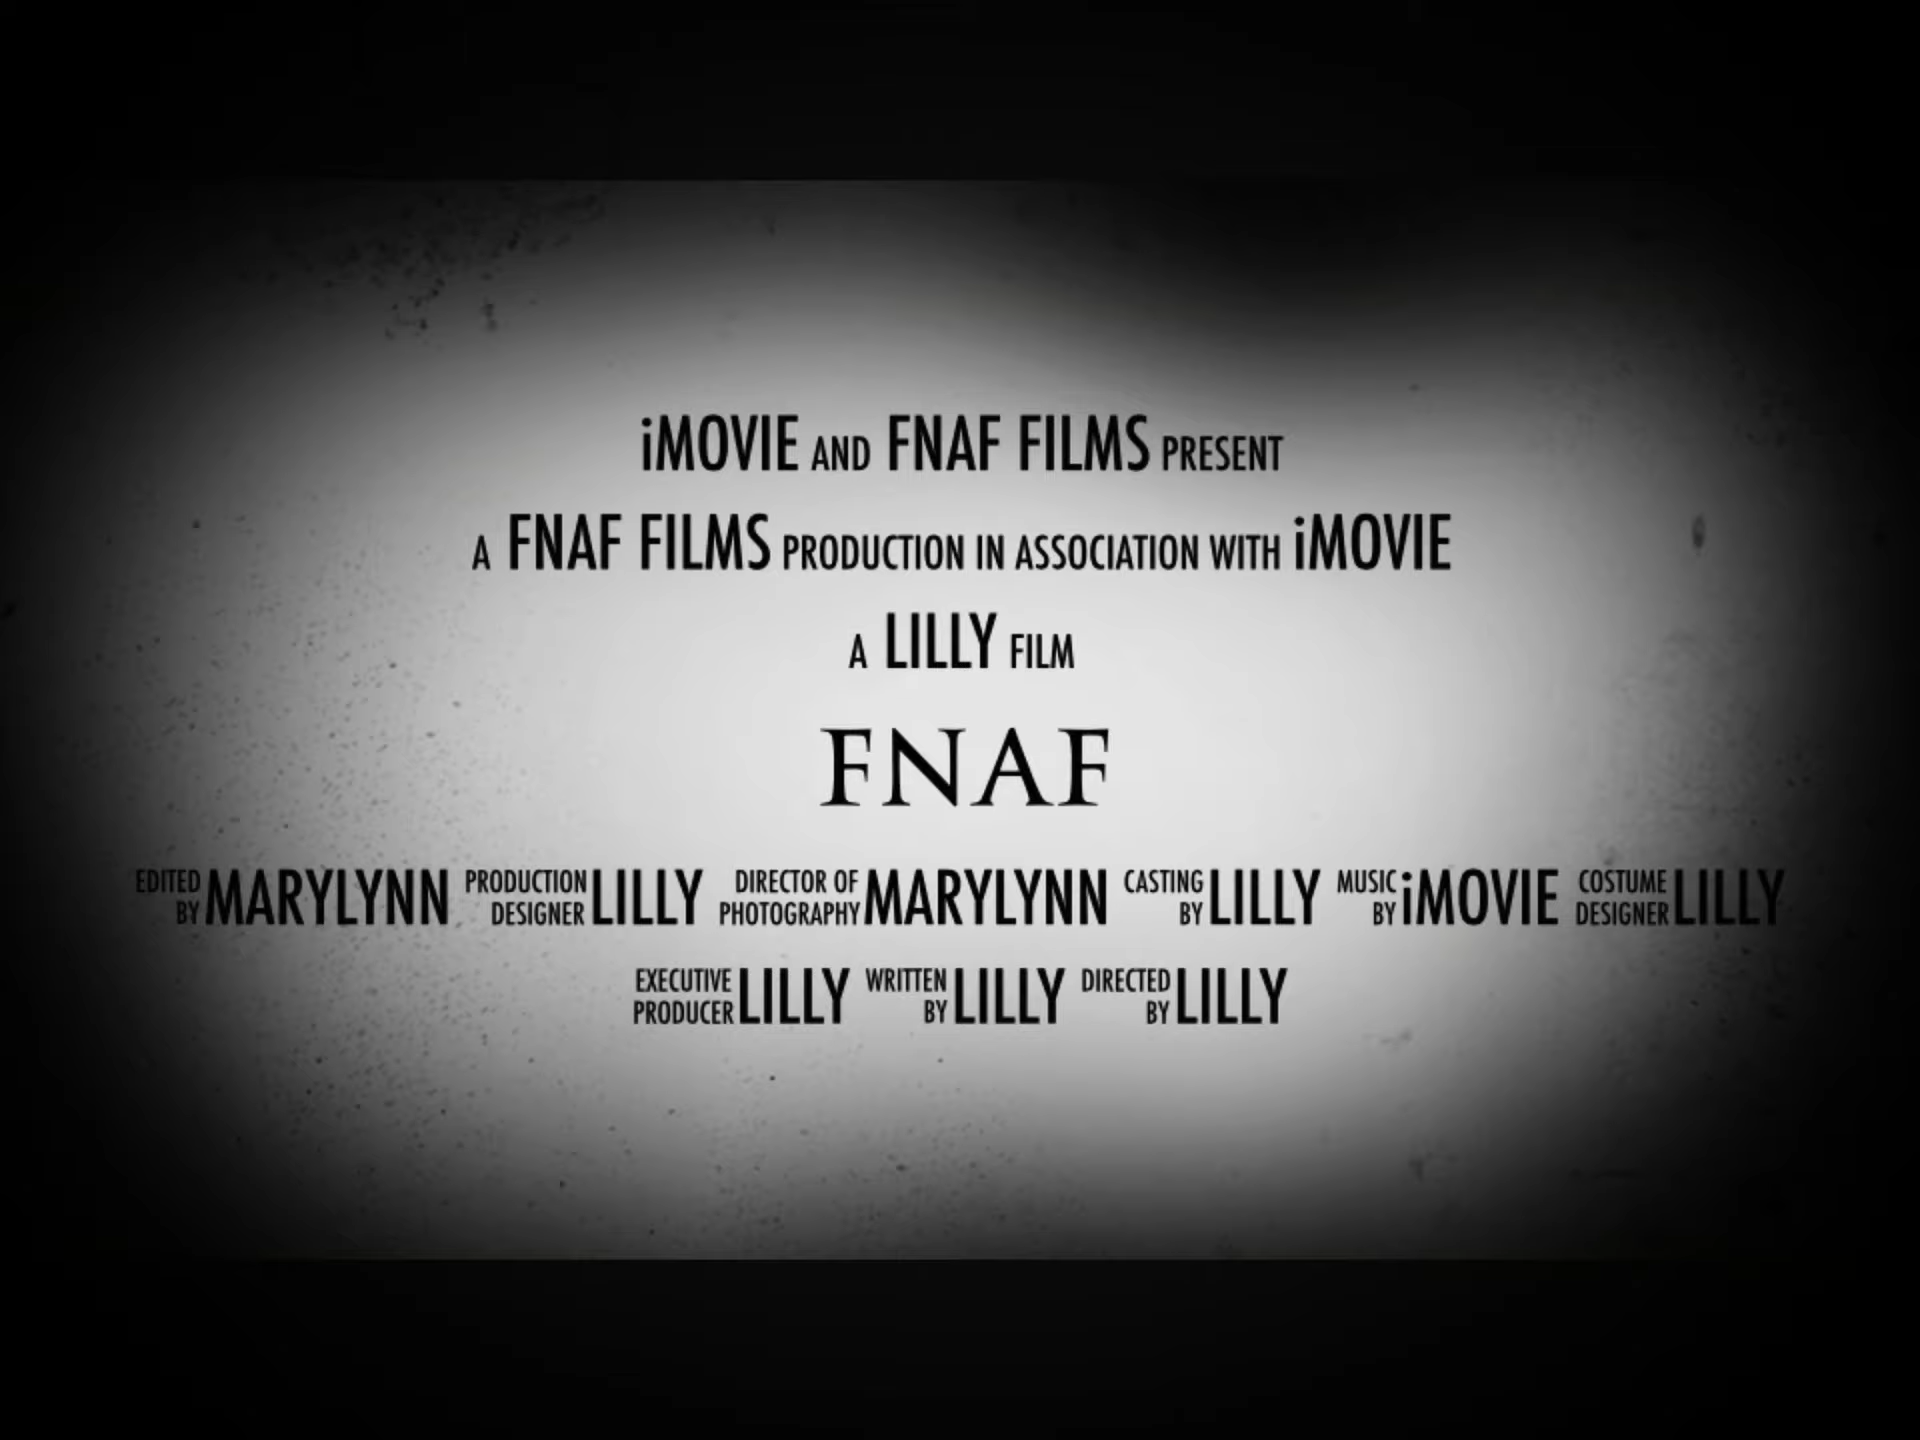 iMOVIE AND FNAF FILMS PRESENT
A FNAF FILMS PRODUCTION IN ASSOCIATION WITH iMOVIE
A LILLY FILM
FNAF
EDITED BY MARYLYNN PRODUCTION DESIGNER LILLY DIRECTOR OF PHOTOGRAPHY MARYLYNN CASTING BY LILLY MUSIC BY iMOVIE COSTUME DESIGNER LILLY
EXECUTIVE PRODUCER LILLY WRITTEN BY LILLY DIRECTED BY LILLY